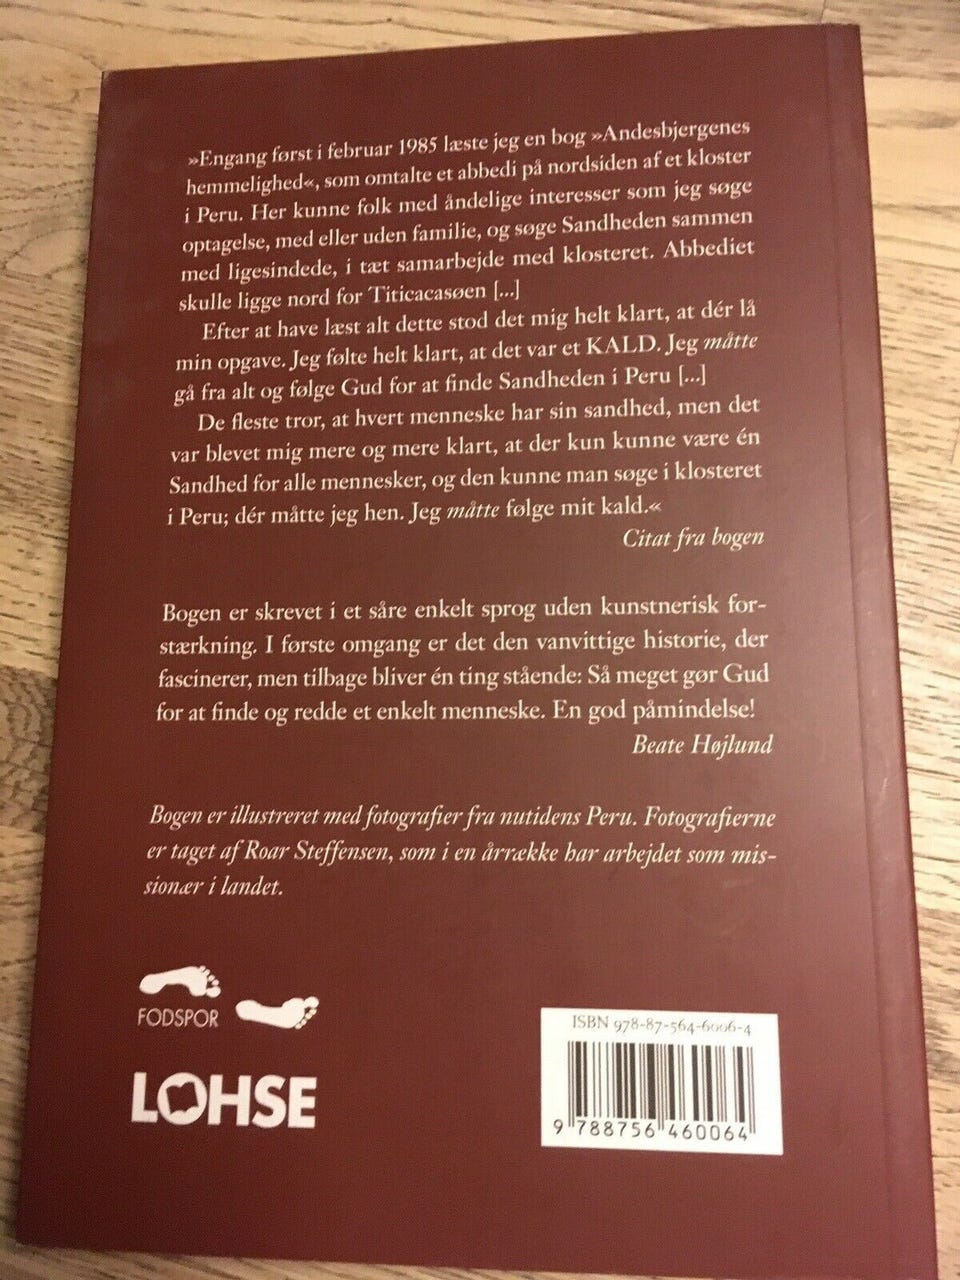 »Engang først i februar 1985 læste jeg en bog »Andesbjergenes
hemmelighed«, som omtalte et abbedi på nordsiden af et kloster
i Peru. Her kunne folk med åndelige interesser som jeg søge
optagelse, med eller uden familie, og søge Sandheden sammen
med ligesindede, i tæt samarbejde med klosteret. Abbediet
skulle ligge nord for Titicacasøen [...]
Efter at have læst alt dette stod det mig helt klart, at dér lå
min opgave. Jeg følte helt klart, at det var et KALD. Jeg måtte
gå fra alt og følge Gud for at finde Sandheden i Peru [...]
De fleste tror, at hvert menneske har sin sandhed, men det
var blevet mig mere og mere klart, at der kun kunne være én
Sandhed for alle mennesker, og den kunne man søge i klosteret
i Peru; dér måtte jeg hen. Jeg måtte følge mit kald.«
Citat fra bogen
Bogen er skrevet i et såre enkelt sprog uden kunstnerisk for-
stærkning. I første omgang er det den vanvittige historie, der
fascinerer, men tilbage bliver én ting stående: Så meget gør Gud
for at finde og redde et enkelt menneske. En god påmindelse!
Beate Højlund
Bogen er illustreret med fotografier fra nutidens Peru. Fotografierne
er taget af Roar Steffensen, som i en årrække har arbejdet som mis-
sionær i landet.
FODSPOR
LOHSE
ISBN 978-87-564-6006-4
9 788756 460064